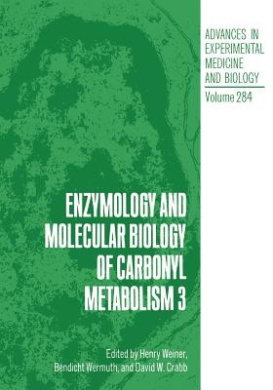 ADVANCES IN
EXPERIMENTAL
MEDICINE
AND BIOLOGY
Volume 284
ENZYMOLOGY AND
MOLECULAR BIOLOGY
OF CARBONYL
METABOLISM 3
Edited by Henry Weiner,
Bendicht Wermuth, and David W. Crabb